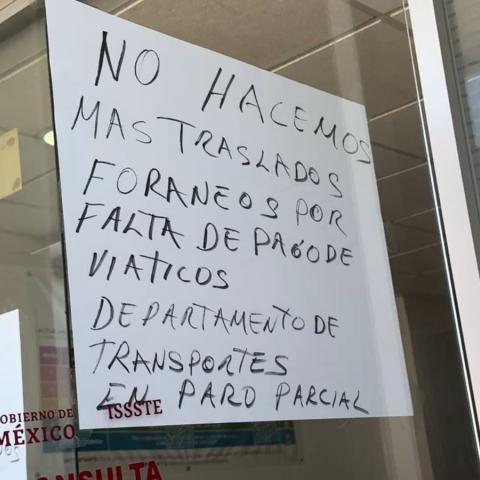 NO HACEMOS
MAS TRASLADOS
FORANEOS POR
FALTA DE PAGO DE
VIATICOS
DEPARTAMENTO DE
TRANSPORTES
EN PARO PARCIAL
GOBIERNO DE
MÉXICO
ISSSTE
CONSULTA